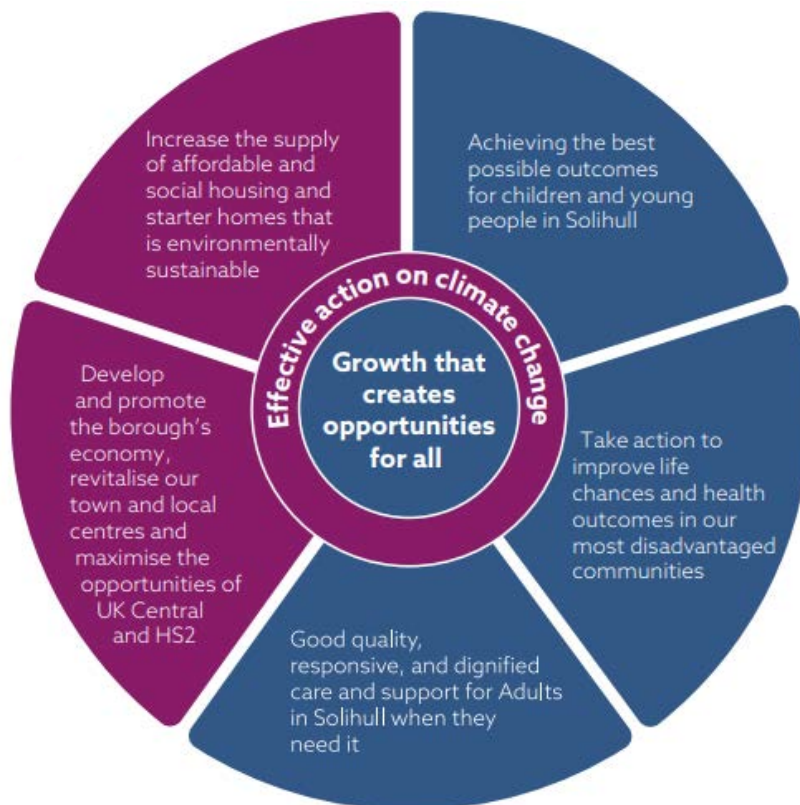 Increase the supply
of affordable and
social housing and
starter homes that
is environmentally
sustainable
Achieving the best
possible outcomes
for children and young
people in Solihull
Effective action on climate change
Growth that
creates
opportunities
for all
Develop
and promote
the borough's
economy,
revitalise our
town and local
centres and
maximise the
opportunities of
UK Central
and HS2
Take action to
improve life
chances and health
outcomes in our
most disadvantaged
communities
Good quality,
responsive, and dignified
care and support for Adults
in Solihull when they
need it